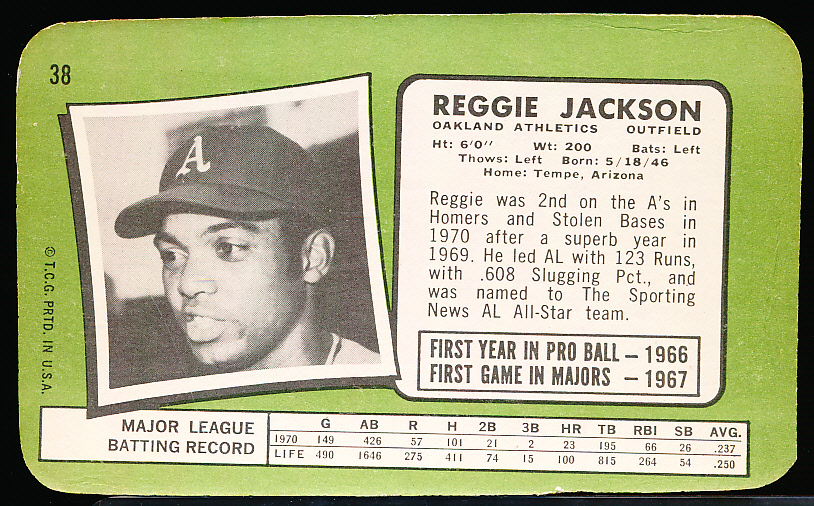 38
A
© T.C.G. PRTD. IN U.S.A.
REGGIE JACKSON
OAKLAND ATHLETICS OUTFIELD
Ht: 6'0" Wt: 200 Bats: Left
Throws: Left Born: 5/18/46
Home: Tempe, Arizona
Reggie was 2nd on the A's in
Homers and Stolen Bases in
1970 after a superb year in
1969. He led AL with 123 Runs,
with .608 Slugging Pct., and
was named to The Sporting
News AL All-Star team.
FIRST YEAR IN PRO BALL – 1966
FIRST GAME IN MAJORS – 1967
MAJOR LEAGUE
BATTING RECORD
G AB R H 2B 3B HR TB RBI SB AVG.
1970 149 426 57 101 21 2 23 195 66 26 .237
LIFE 490 1646 275 411 74 15 100 815 264 54 .250